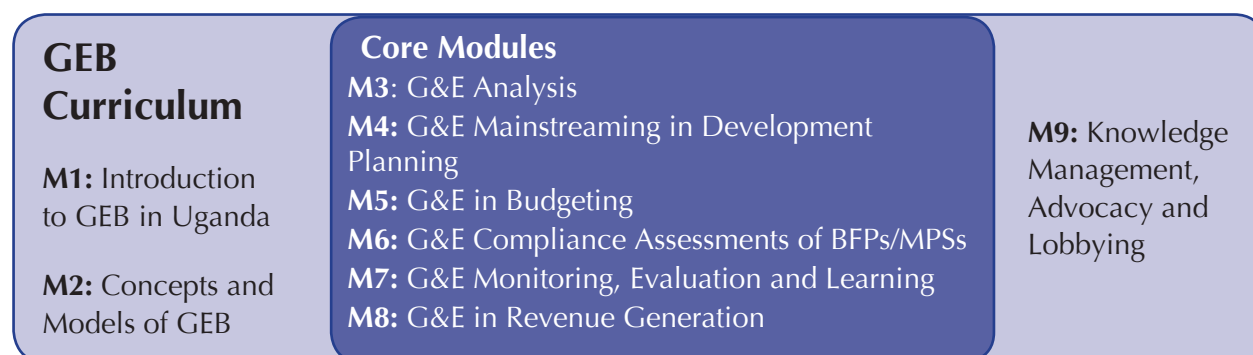 GEB
Curriculum
M1: Introduction
to GEB in Uganda
M2: Concepts and
Models of GEB
Core Modules
M3: G&E Analysis
M4: G&E Mainstreaming in Development
Planning
M5: G&E in Budgeting
M6: G&E Compliance Assessments of BFPs/MPSs
M7: G&E Monitoring, Evaluation and Learning
M8: G&E in Revenue Generation
M9: Knowledge
Management,
Advocacy and
Lobbying